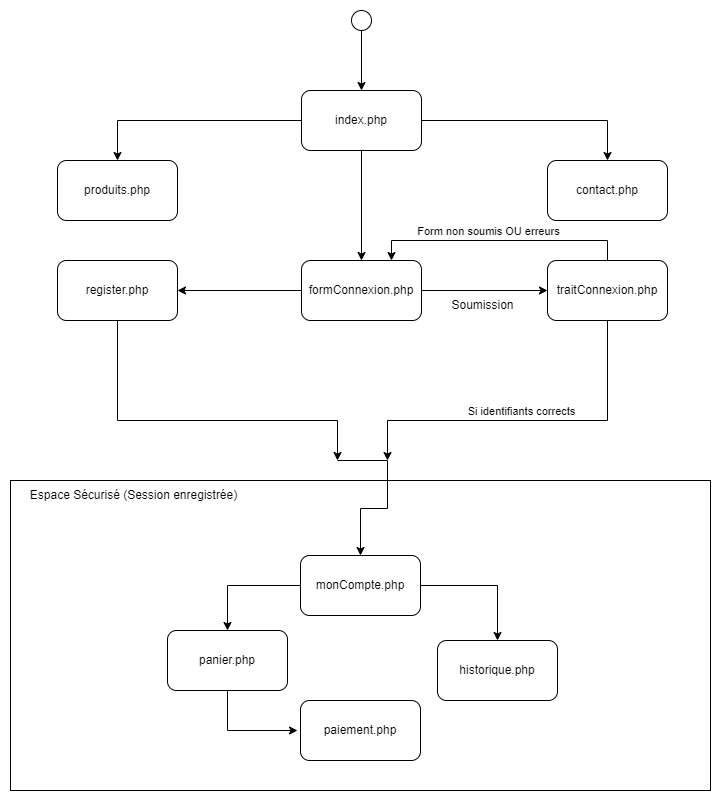 index.php
produits.php
contact.php
Form non soumis OU erreurs
register.php
formConnexion.php
traitConnexion.php
Soumission
Si identifiants corrects
Espace Sécurisé (Session enregistrée)
monCompte.php
panier.php
historique.php
paiement.php